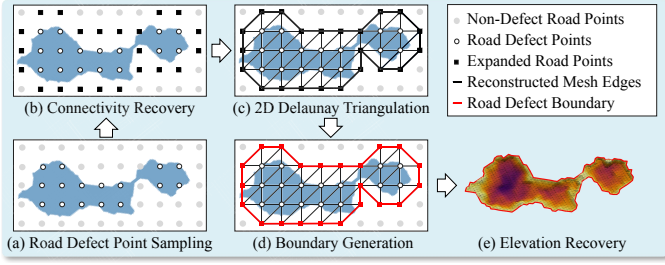 Non-Defect Road Points
Road Defect Points
Expanded Road Points
Reconstructed Mesh Edges
Road Defect Boundary
(b) Connectivity Recovery
(c) 2D Delaunay Triangulation
(a) Road Defect Point Sampling
(d) Boundary Generation
(e) Elevation Recovery